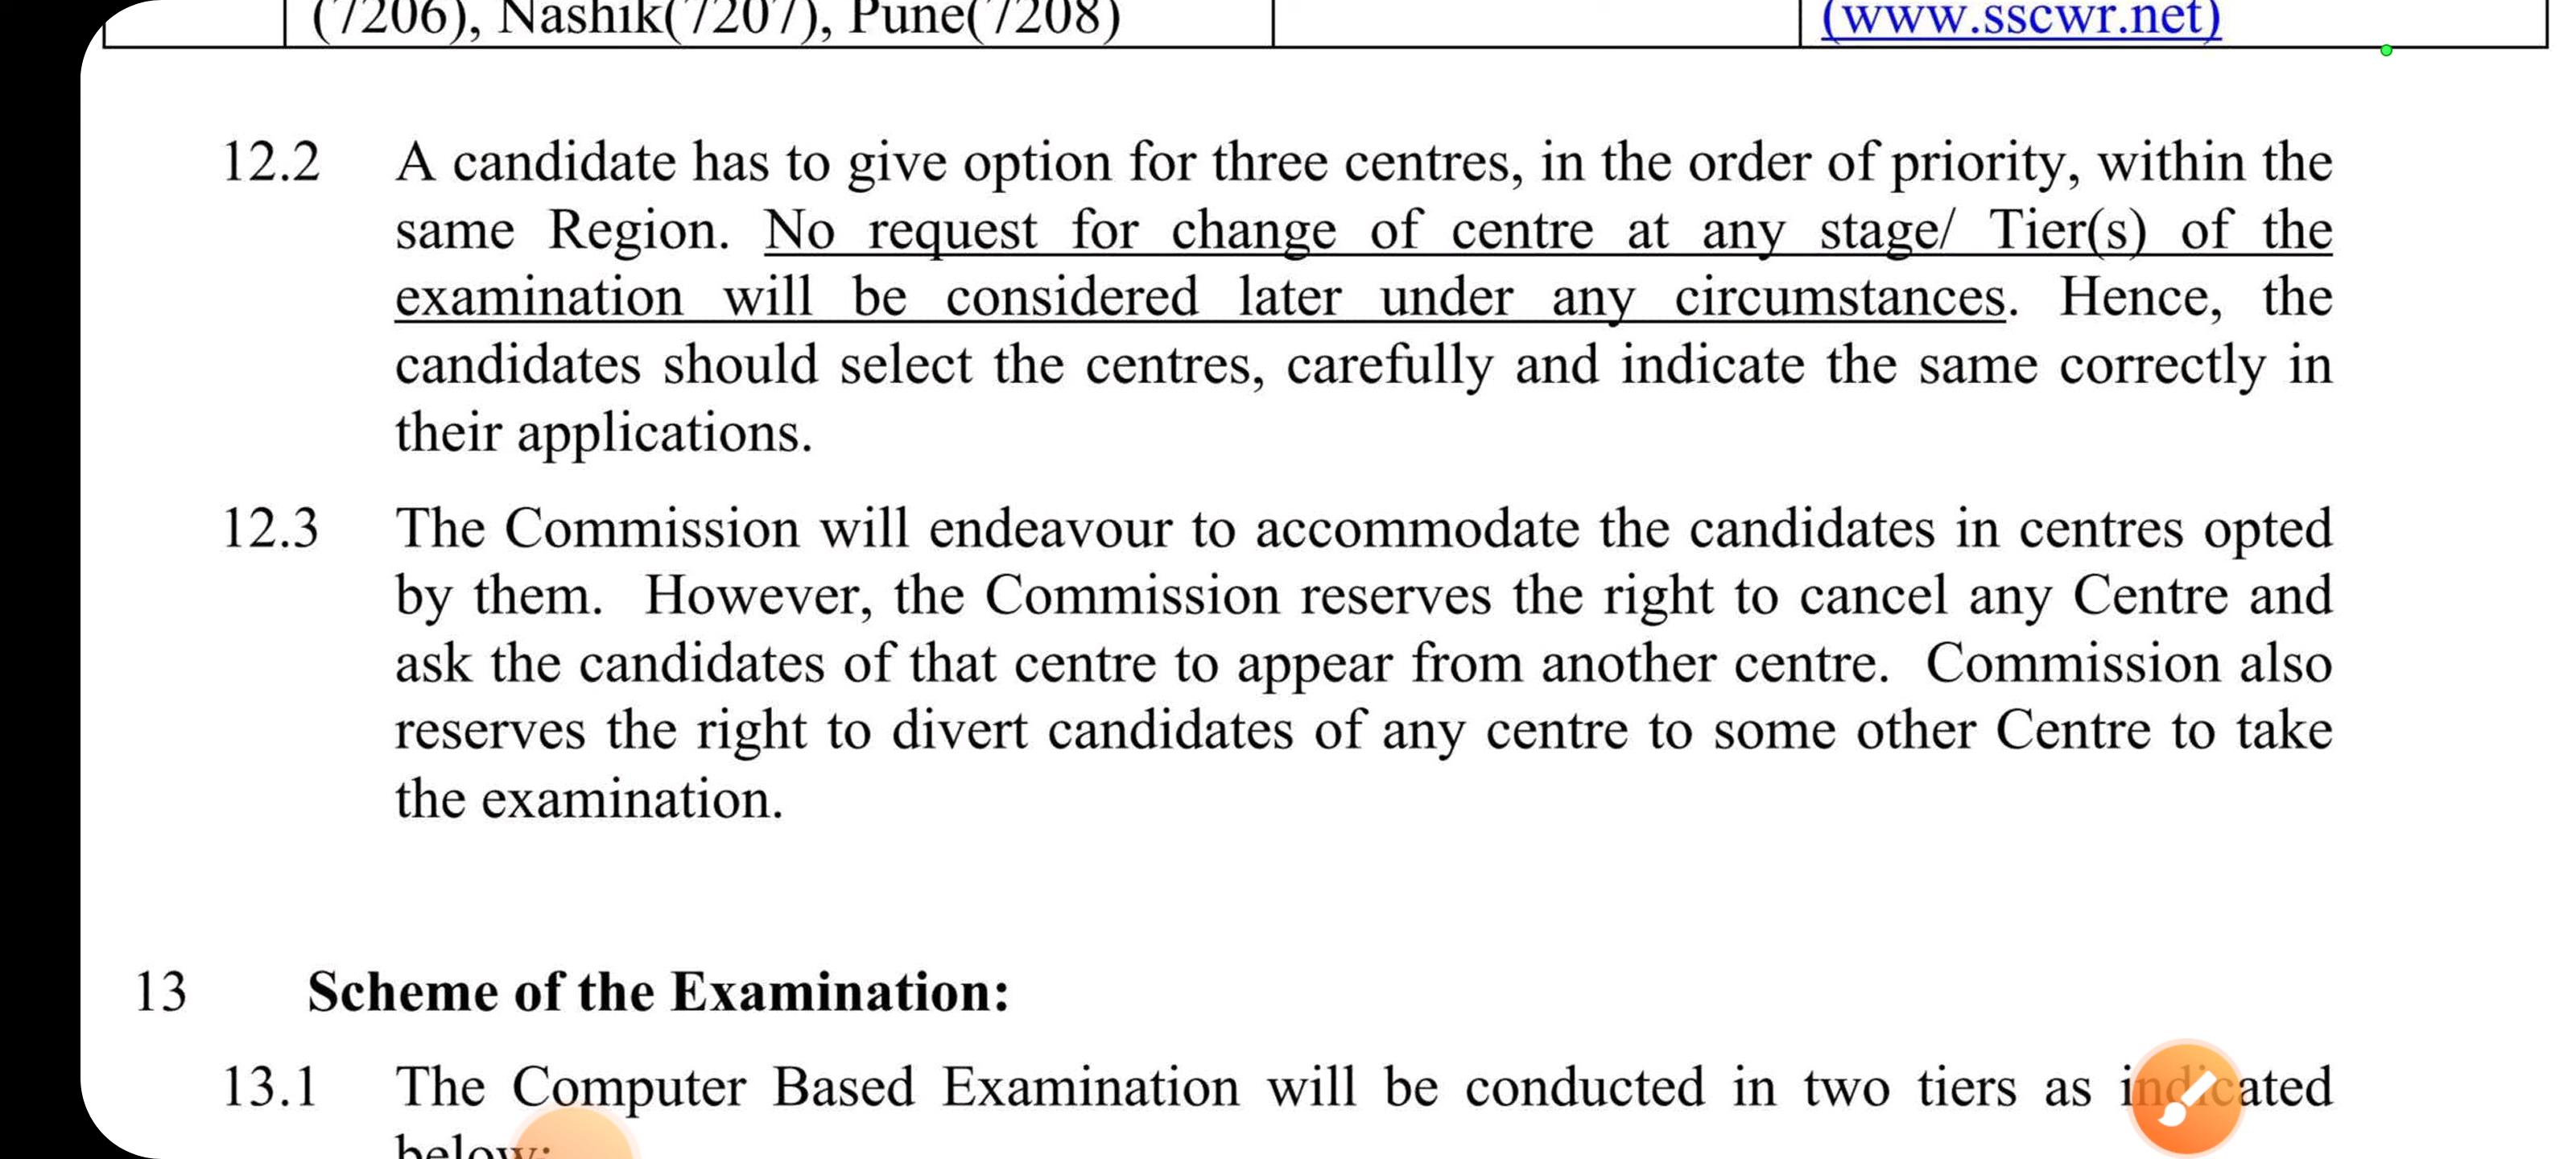 (7206), Nashik(7207), Pune(7208)
(www.sscwr.net)
12.2 A candidate has to give option for three centres, in the order of priority, within the
same Region. No request for change of centre at any stage/ Tier(s) of the
examination will be considered later under any circumstances. Hence, the
candidates should select the centres, carefully and indicate the same correctly in
their applications.
12.3 The Commission will endeavour to accommodate the candidates in centres opted
by them. However, the Commission reserves the right to cancel any Centre and
ask the candidates of that centre to appear from another centre. Commission also
reserves the right to divert candidates of any centre to some other Centre to take
the examination.
13 Scheme of the Examination:
13.1 The Computer Based Examination will be conducted in two tiers as indicated
below: